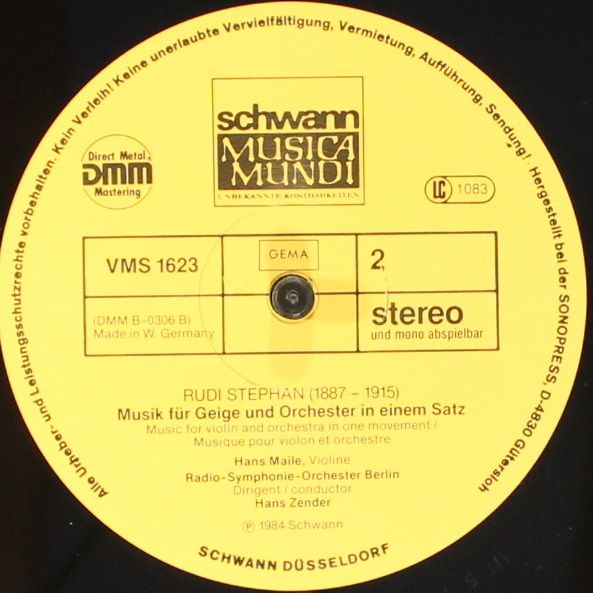 Alle Urheber- und Leistungsschutzrechte vorbehalten. Kein Verleih! Keine unerlaubte Vervielfältigung, Vermietung, Aufführung, Sendung! Hergestellt bei der SONOPRESS, D-4830 Gütersloh
schwann
MUSICA
MUNDI
UNBEKANNTE KOSTBARKEITEN
Direct Metal
DMM
Mastering
LC 1083
VMS 1623
GEMA
2
(DMM B-0306 B)
Made in W. Germany
stereo
und mono abspielbar
RUDI STEPHAN (1887 – 1915)
Musik für Geige und Orchester in einem Satz
Music for violin and orchestra in one movement /
Musique pour violon et orchestre
Hans Maile, Violine
Radio-Symphonie-Orchester Berlin
Dirigent / conductor
Hans Zender
Ⓟ 1984 Schwann
SCHWANN DÜSSELDORF